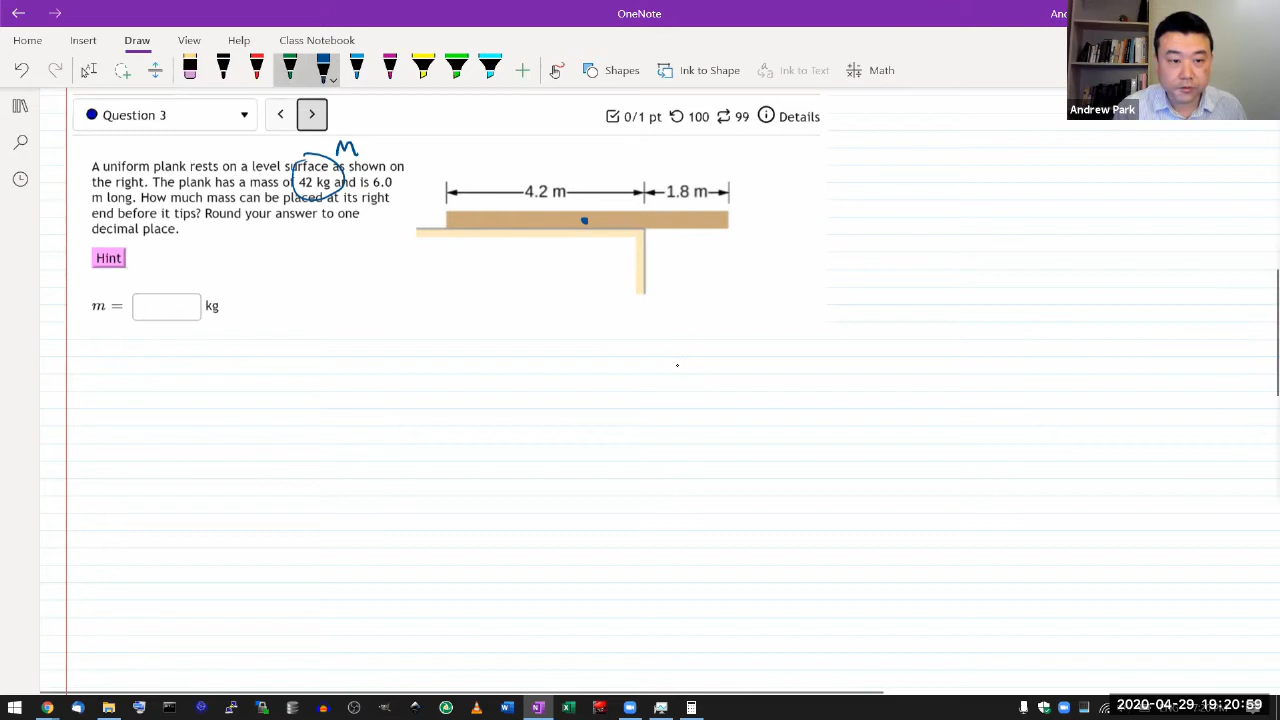 OneNote
An
Home Insert Draw View Help Class Notebook
Shapes Ink to Shape Ink to Text Math
Andrew Park
Question 3 0/1 pt 100 99 Details
M
A uniform plank rests on a level surface as shown on
the right. The plank has a mass of 42 kg and is 6.0
m long. How much mass can be placed at its right
end before it tips? Round your answer to one
decimal place.
4.2 m 1.8 m
Hint
m = kg
2020-04-29 19:20:59